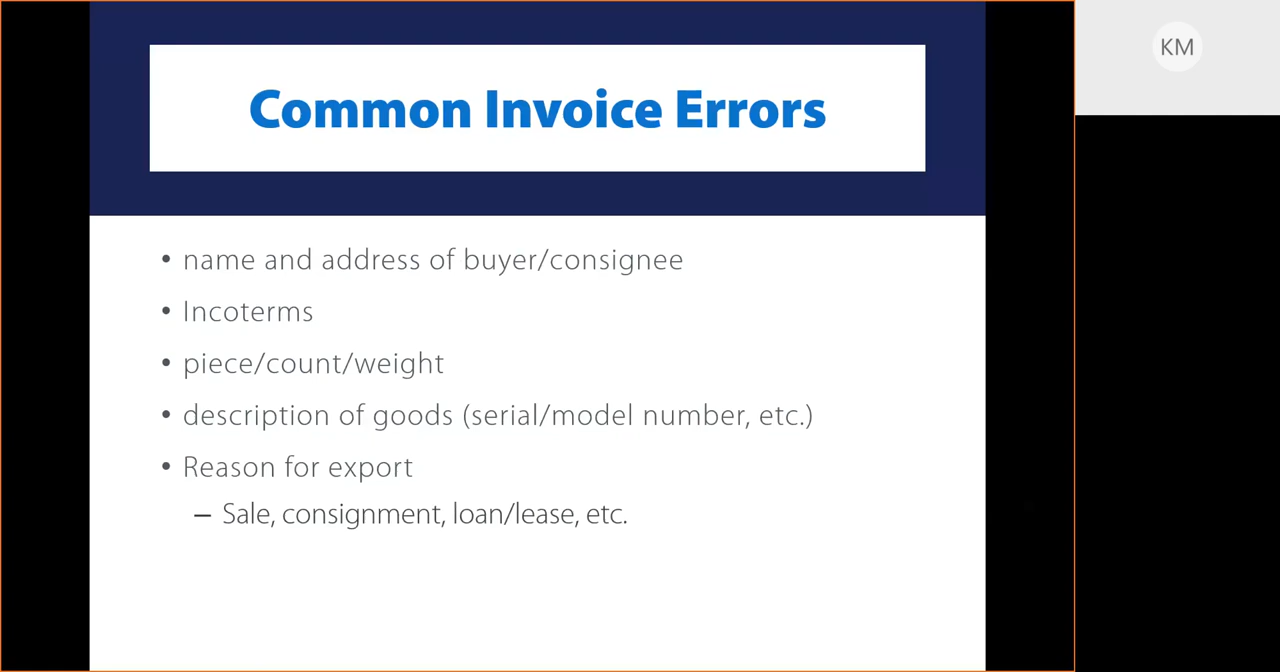 Common Invoice Errors
KM
• name and address of buyer/consignee
• Incoterms
• piece/count/weight
• description of goods (serial/model number, etc.)
• Reason for export
– Sale, consignment, loan/lease, etc.